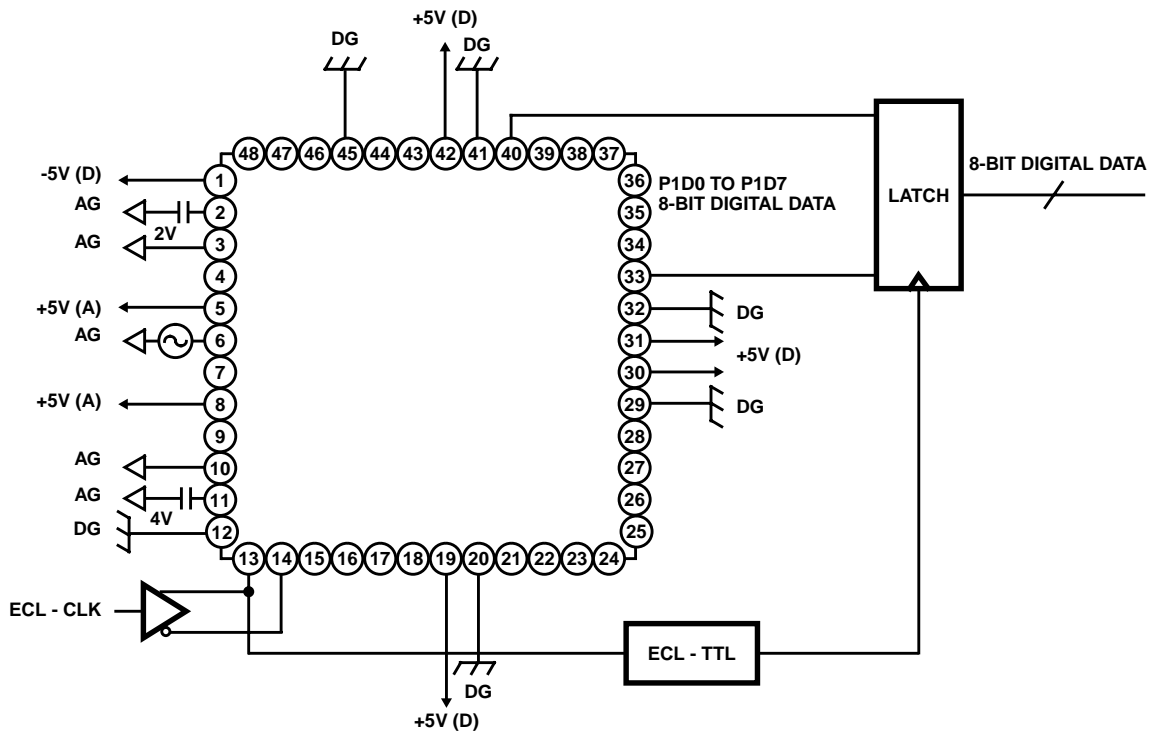 +5V (D)
DG
DG
48 47 46 45 44 43 42 41 40 39 38 37
-5V (D)
1
AG
2
2V
AG
3
4
+5V (A)
5
AG
6
7
+5V (A)
8
9
AG
10
AG
11
4V
DG
12
36
P1D0 TO P1D7
8-BIT DIGITAL DATA
35
34
33
32
DG
31
+5V (D)
30
29
DG
28
27
26
25
LATCH
8-BIT DIGITAL DATA
13 14 15 16 17 18 19 20 21 22 23 24
ECL - CLK
ECL - TTL
DG
+5V (D)